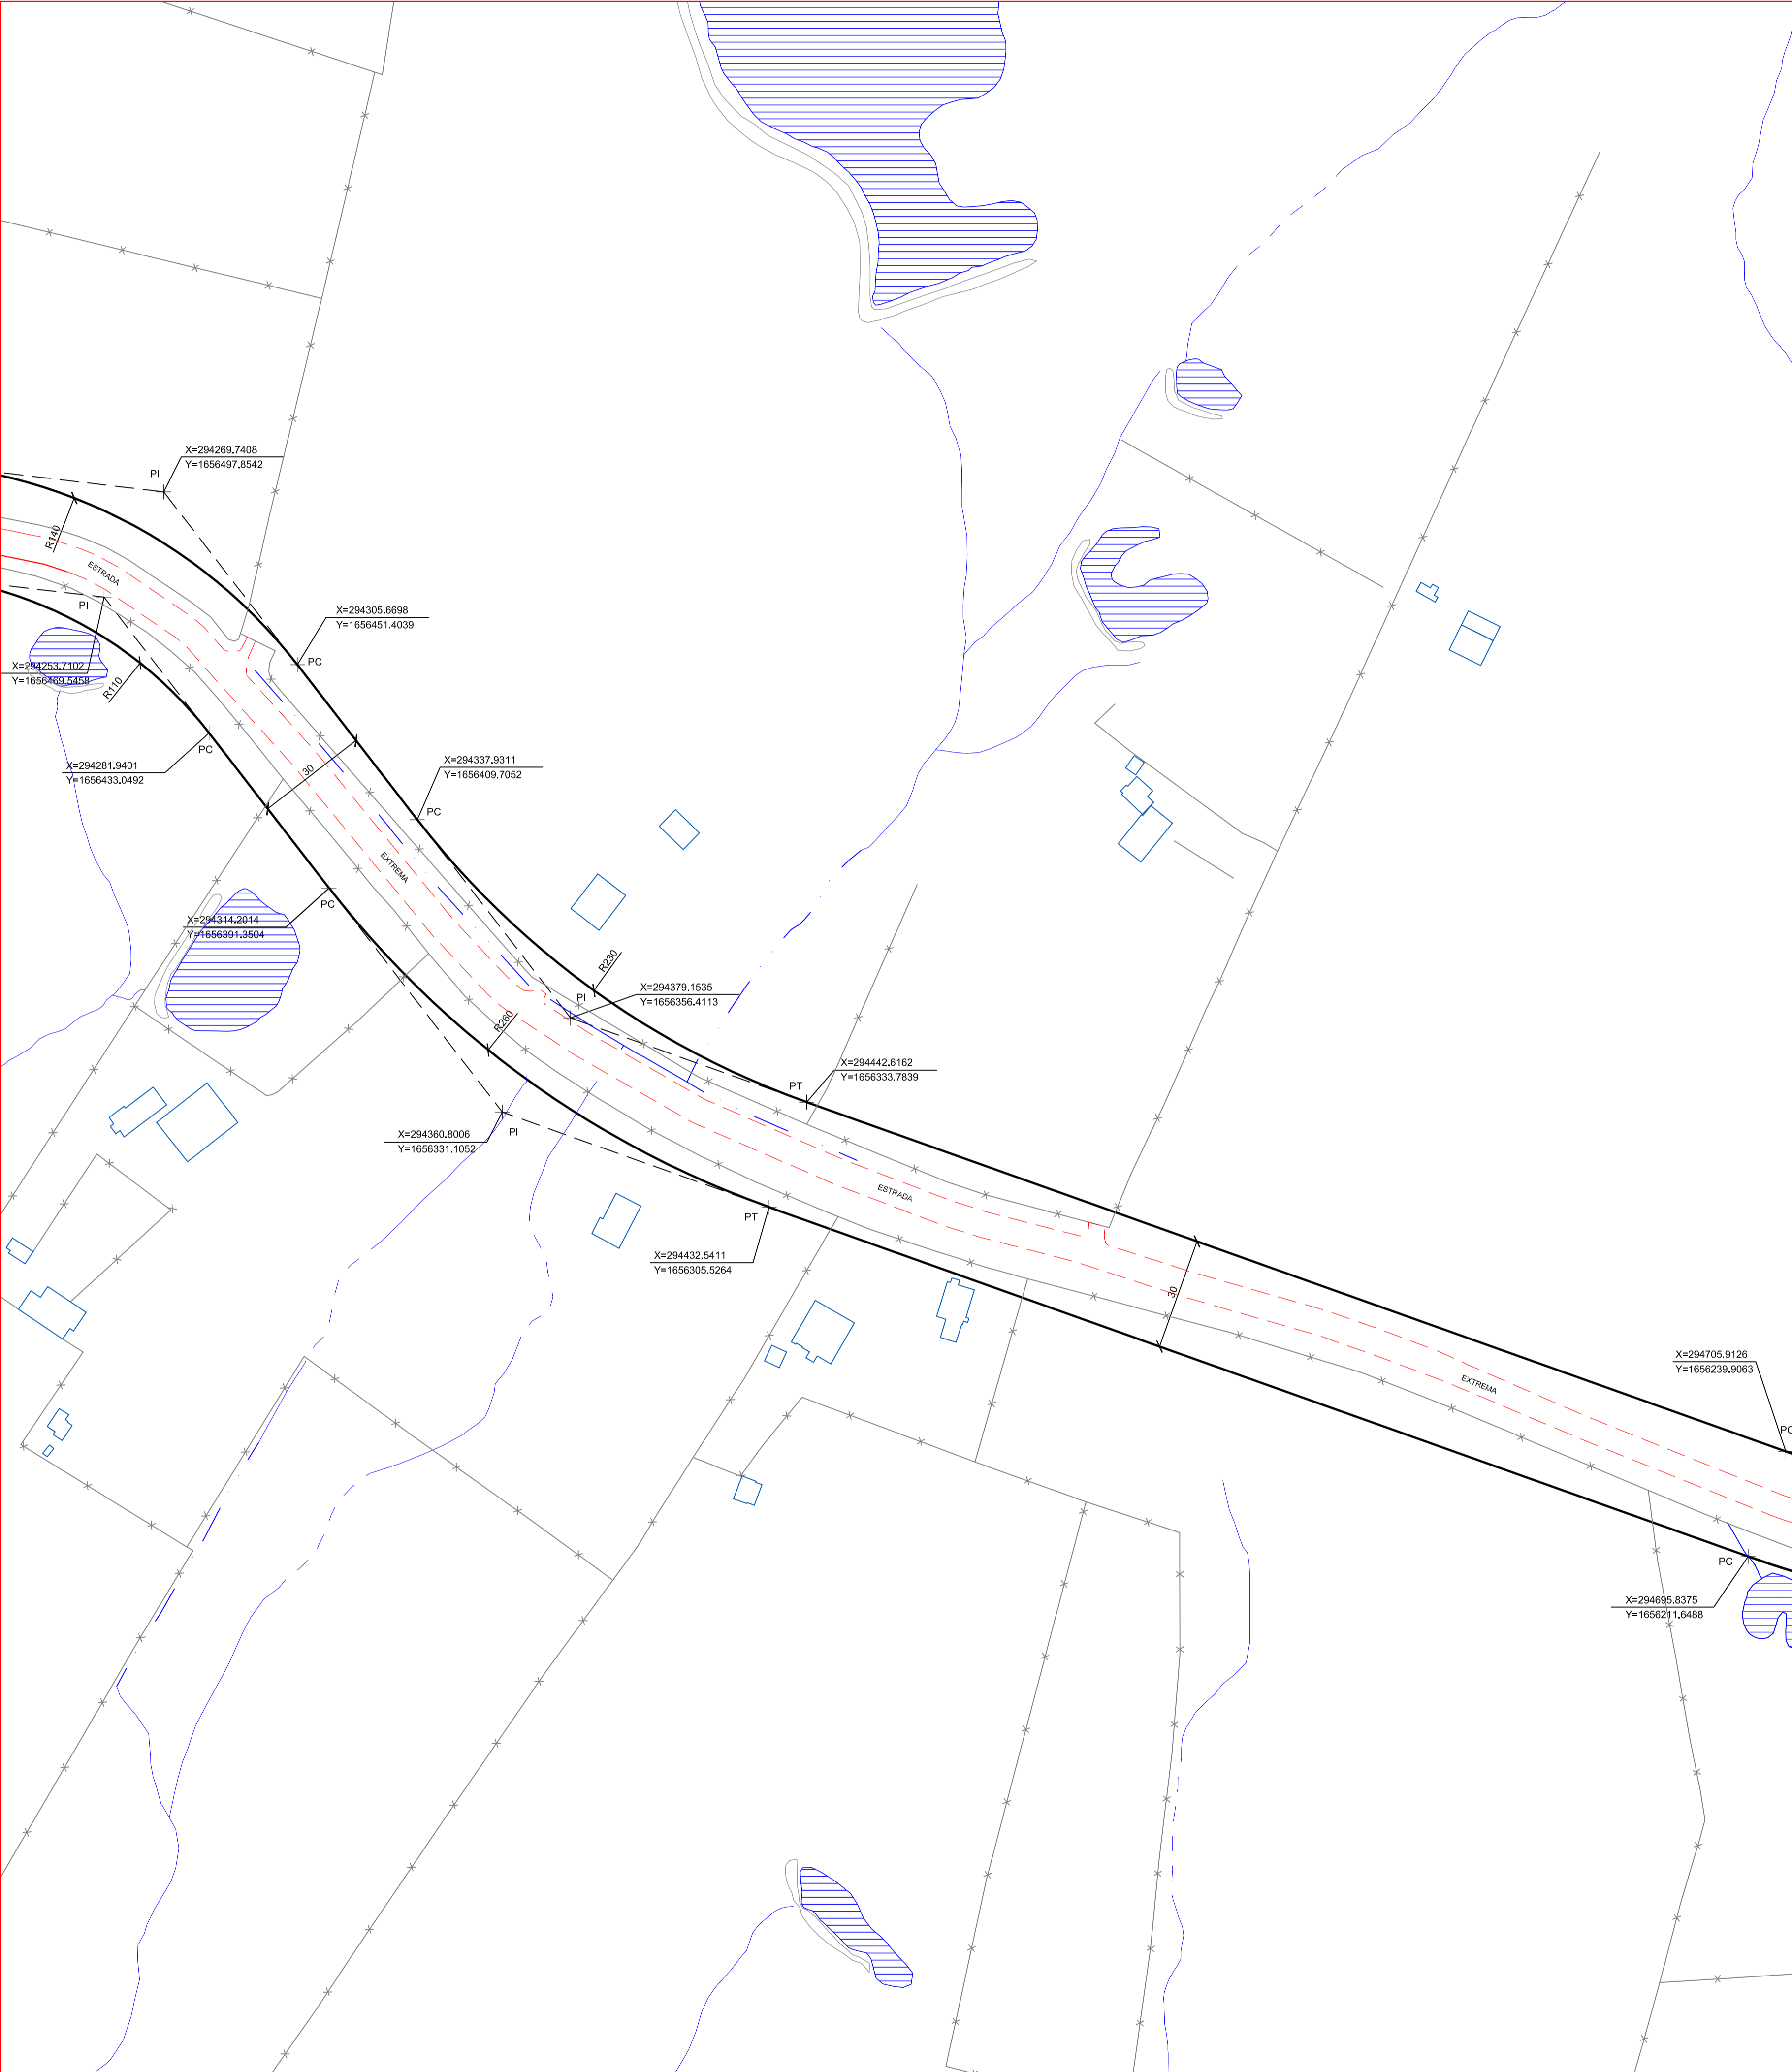 X=294269.7408
Y=1656497.8542
PI
R140
ESTRADA
PI
X=294305.6698
Y=1656451.4039
PC
X=294253.7102
Y=1656469.5458
R110
PC
X=294281.9401
Y=1656433.0492
30
X=294337.9311
Y=1656409.7052
PC
EXTREMA
PC
X=294314.2014
Y=1656391.3504
R230
PI
X=294379.1535
Y=1656356.4113
R260
PT
X=294442.6162
Y=1656333.7839
X=294360.8006
Y=1656331.1052
PI
ESTRADA
PT
X=294432.5411
Y=1656305.5264
30
X=294705.9126
Y=1656239.9063
EXTREMA
PC
PC
X=294695.8375
Y=1656211.6488